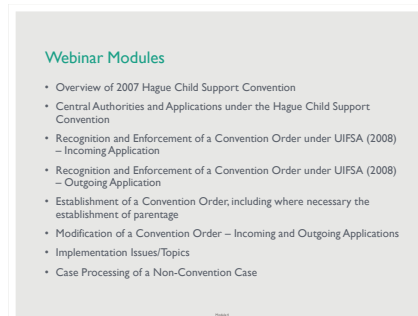 Webinar Modules
• Overview of 2007 Hague Child Support Convention
• Central Authorities and Applications under the Hague Child Support
Convention
• Recognition and Enforcement of a Convention Order under UIFSA (2008)
– Incoming Application
• Recognition and Enforcement of a Convention Order under UIFSA (2008)
– Outgoing Application
• Establishment of a Convention Order, including where necessary the
establishment of parentage
• Modification of a Convention Order – Incoming and Outgoing Applications
• Implementation Issues/Topics
• Case Processing of a Non-Convention Case